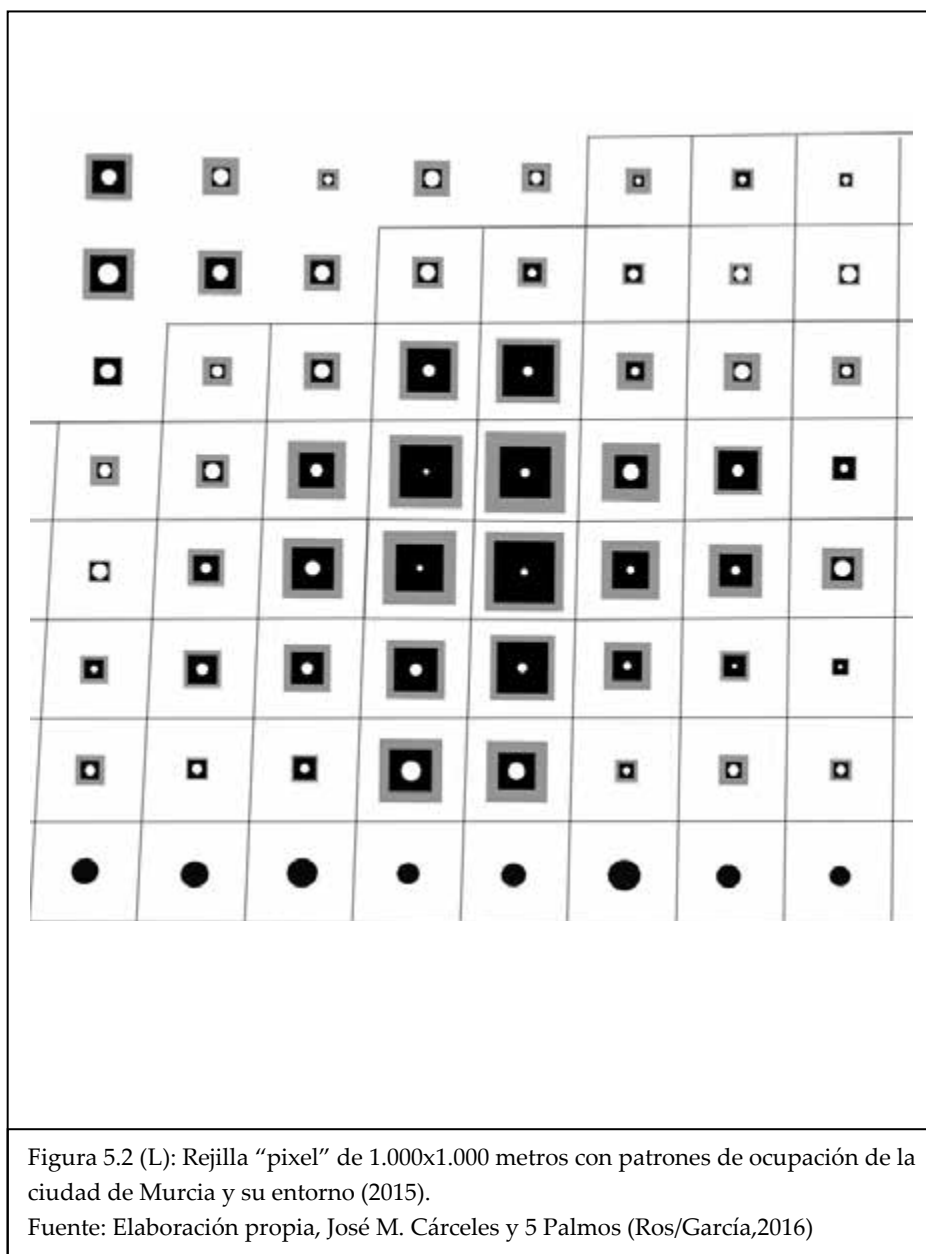 Figura 5.2 (L): Rejilla “pixel” de 1.000x1.000 metros con patrones de ocupación de la
ciudad de Murcia y su entorno (2015).
Fuente: Elaboración propia, José M. Cárceles y 5 Palmos (Ros/García,2016)